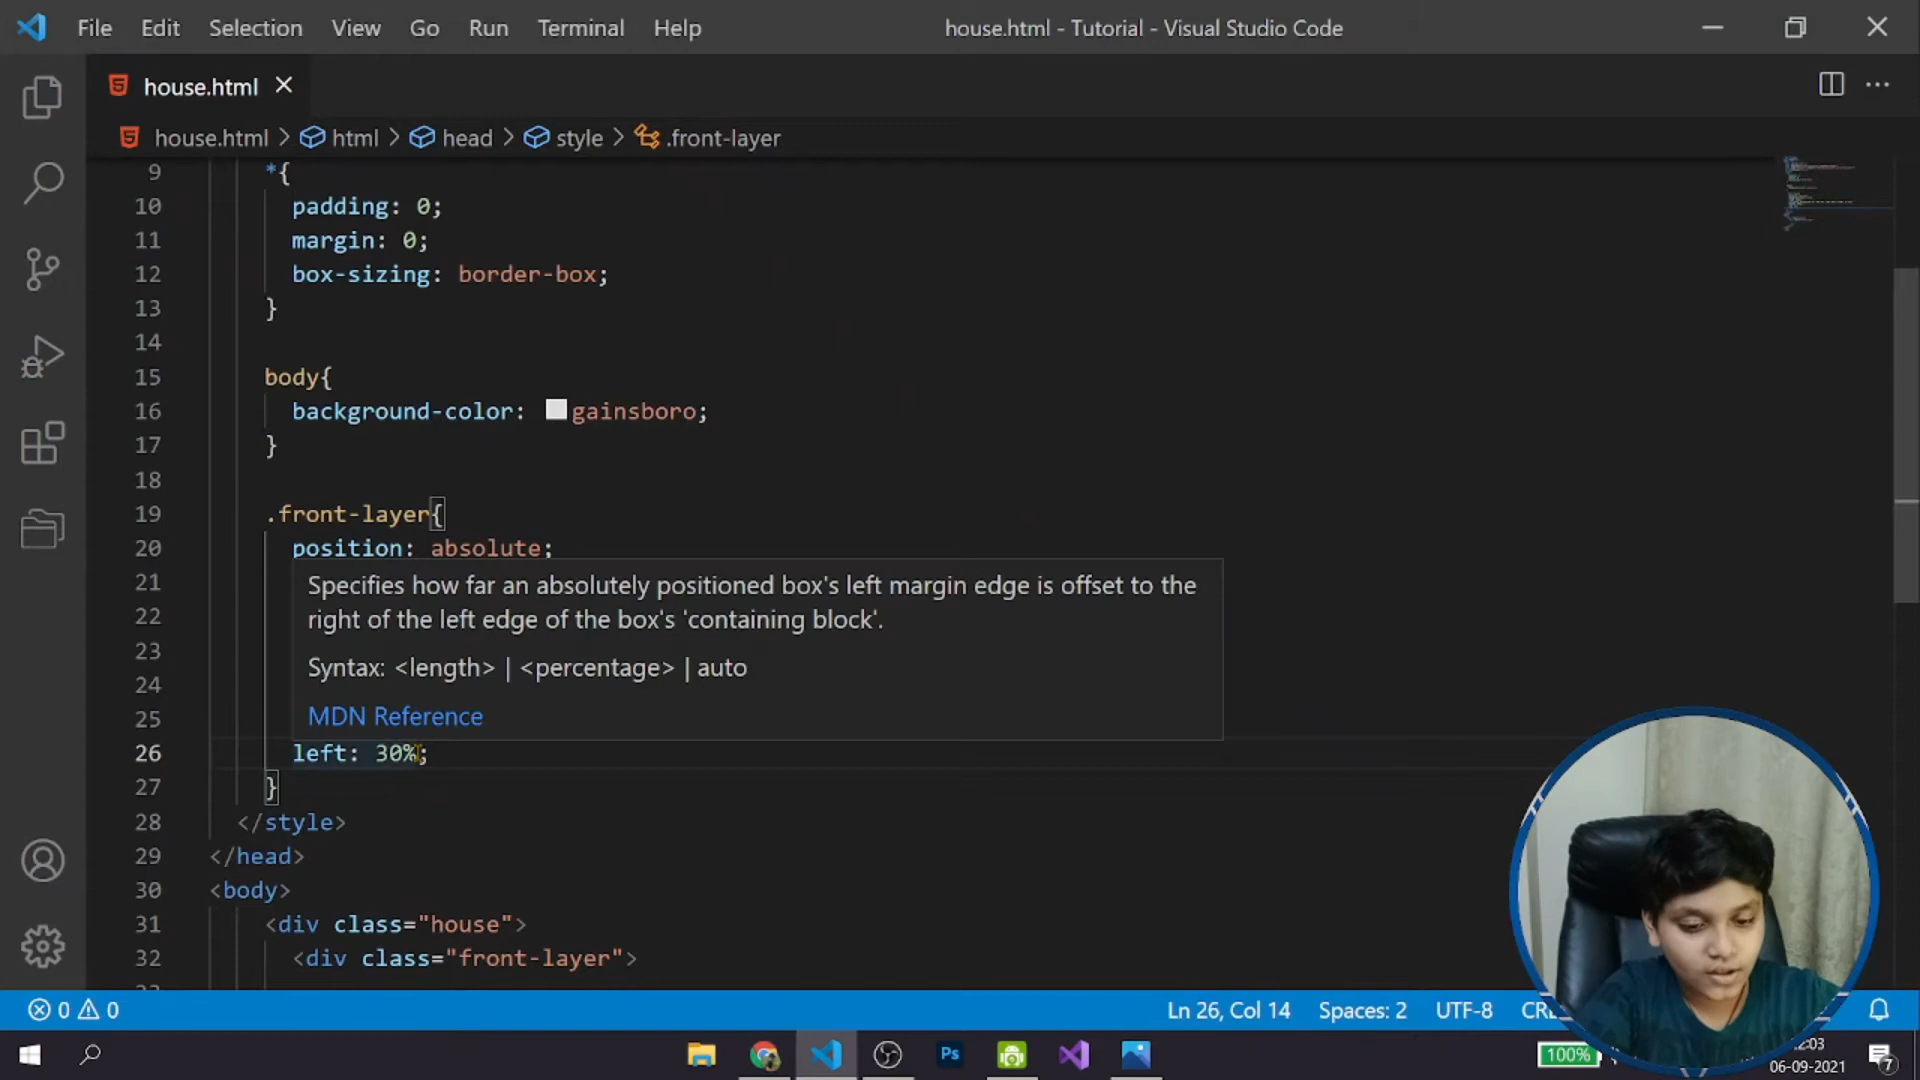 File Edit Selection View Go Run Terminal Help house.html - Tutorial - Visual Studio Code
house.html
house.html > html > head > style > .front-layer
9 *{
10 padding: 0;
11 margin: 0;
12 box-sizing: border-box;
13 }
14
15 body{
16 background-color: gainsboro;
17 }
18
19 .front-layer{
20 position: absolute;
21
22
23
24
25
Specifies how far an absolutely positioned box's left margin edge is offset to the
right of the left edge of the box's 'containing block'.
Syntax: <length> | <percentage> | auto
MDN Reference
26 left: 30%;
27 }
28 </style>
29 </head>
30 <body>
31 <div class="house">
32 <div class="front-layer">
0 0 Ln 26, Col 14 Spaces: 2 UTF-8
Ps 100%
06-09-2021 7